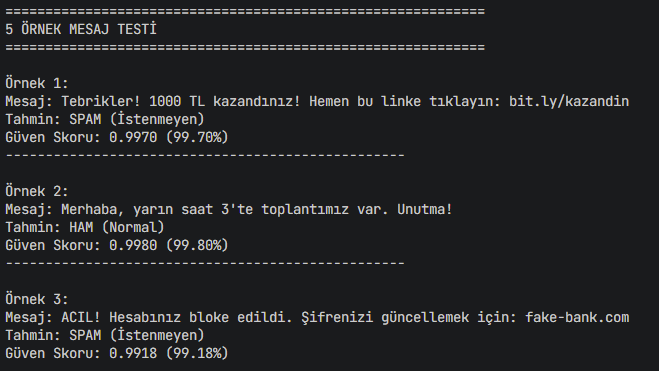 ============================================================
5 ÖRNEK MESAJ TESTİ
============================================================
Örnek 1:
Mesaj: Tebrikler! 1000 TL kazandınız! Hemen bu linke tıklayın: bit.ly/kazandin
Tahmin: SPAM (İstenmeyen)
Güven Skoru: 0.9970 (99.70%)
--------------------------------------------------
Örnek 2:
Mesaj: Merhaba, yarın saat 3'te toplantımız var. Unutma!
Tahmin: HAM (Normal)
Güven Skoru: 0.9980 (99.80%)
--------------------------------------------------
Örnek 3:
Mesaj: ACIL! Hesabınız bloke edildi. Şifrenizi güncellemek için: fake-bank.com
Tahmin: SPAM (İstenmeyen)
Güven Skoru: 0.9918 (99.18%)